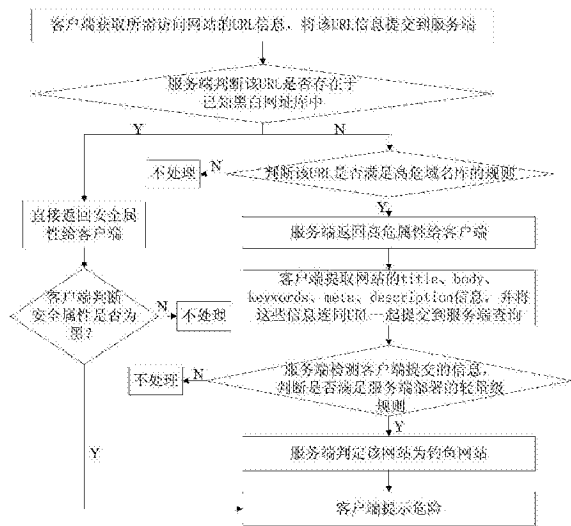 客户端获取所需访问网站的URL信息，将该URL信息提交到服务端
服务端判断该URL是否存在于
已知黑白网址库中
Y
N
不处理
N
判断该URL是否满足高危域名库的规则
直接返回安全属
性给客户端
Y
服务端返回高危属性给客户端
客户端判断
安全属性是否为
黑？
N
不处理
客户端提取网站的title、body、
keywords、meta、description信息，并将
这些信息连同URL一起提交到服务端查询
不处理
N
服务端检测客户端提交的信息，
判断是否满足服务端部署的轻量级
规则
Y
Y
服务端判定该网站为钓鱼网站
客户端提示危险